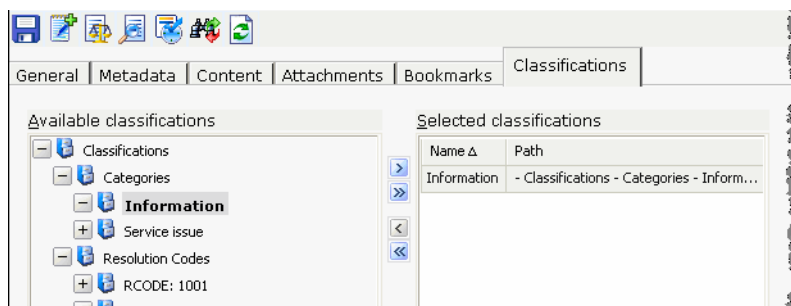 General Metadata Content Attachments Bookmarks Classifications
Available classifications
Classifications
Categories
Information
Service issue
Resolution Codes
RCODE: 1001
Selected classifications
Name Path
Information - Classifications - Categories - Inform...